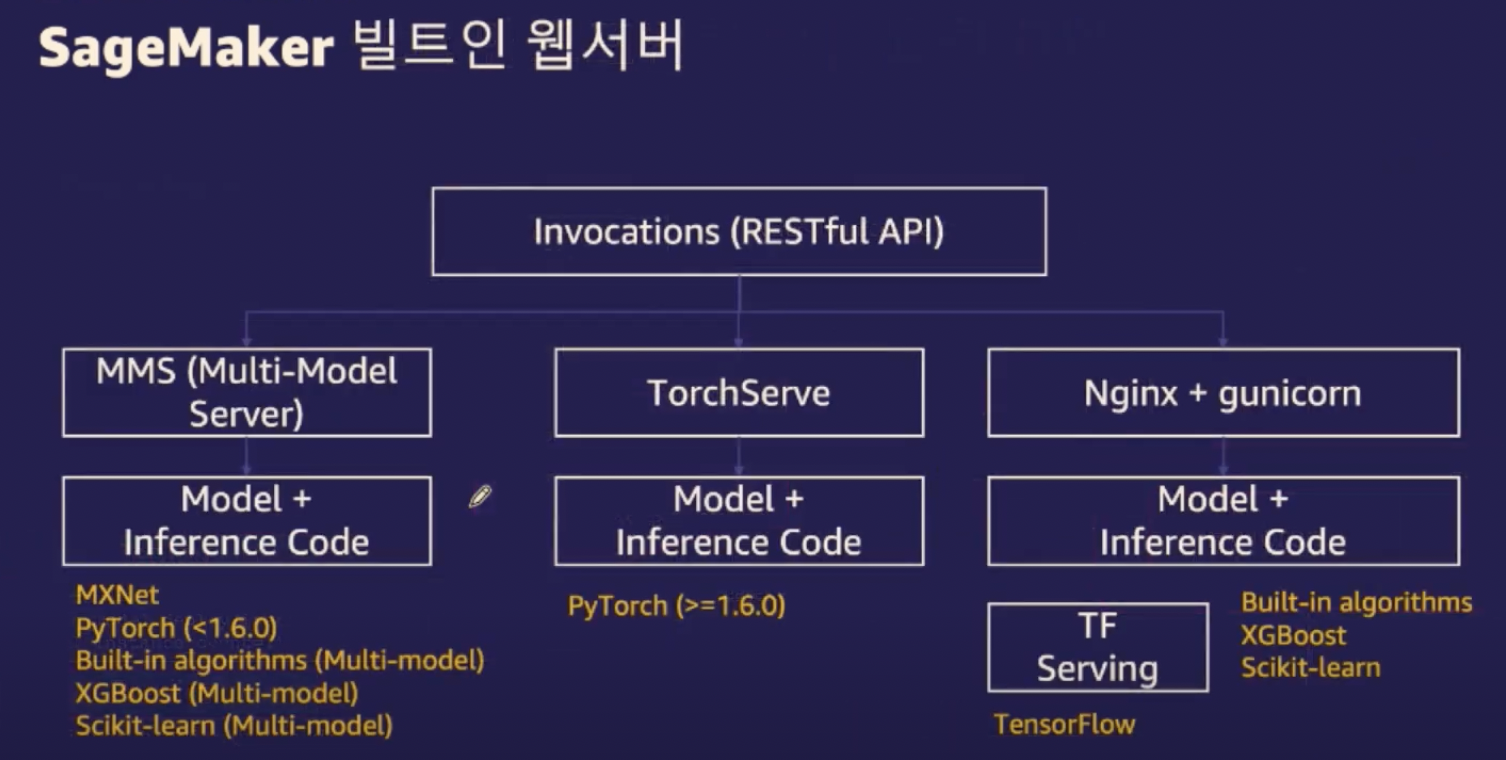 SageMaker 빌트인 웹서버
Invocations (RESTful API)
MMS (Multi-Model
Server)
TorchServe
Nginx + gunicorn
Model +
Inference Code
Model +
Inference Code
Model +
Inference Code
MXNet
PyTorch (<1.6.0)
Built-in algorithms (Multi-model)
XGBoost (Multi-model)
Scikit-learn (Multi-model)
PyTorch (>=1.6.0)
TF
Serving
TensorFlow
Built-in algorithms
XGBoost
Scikit-learn